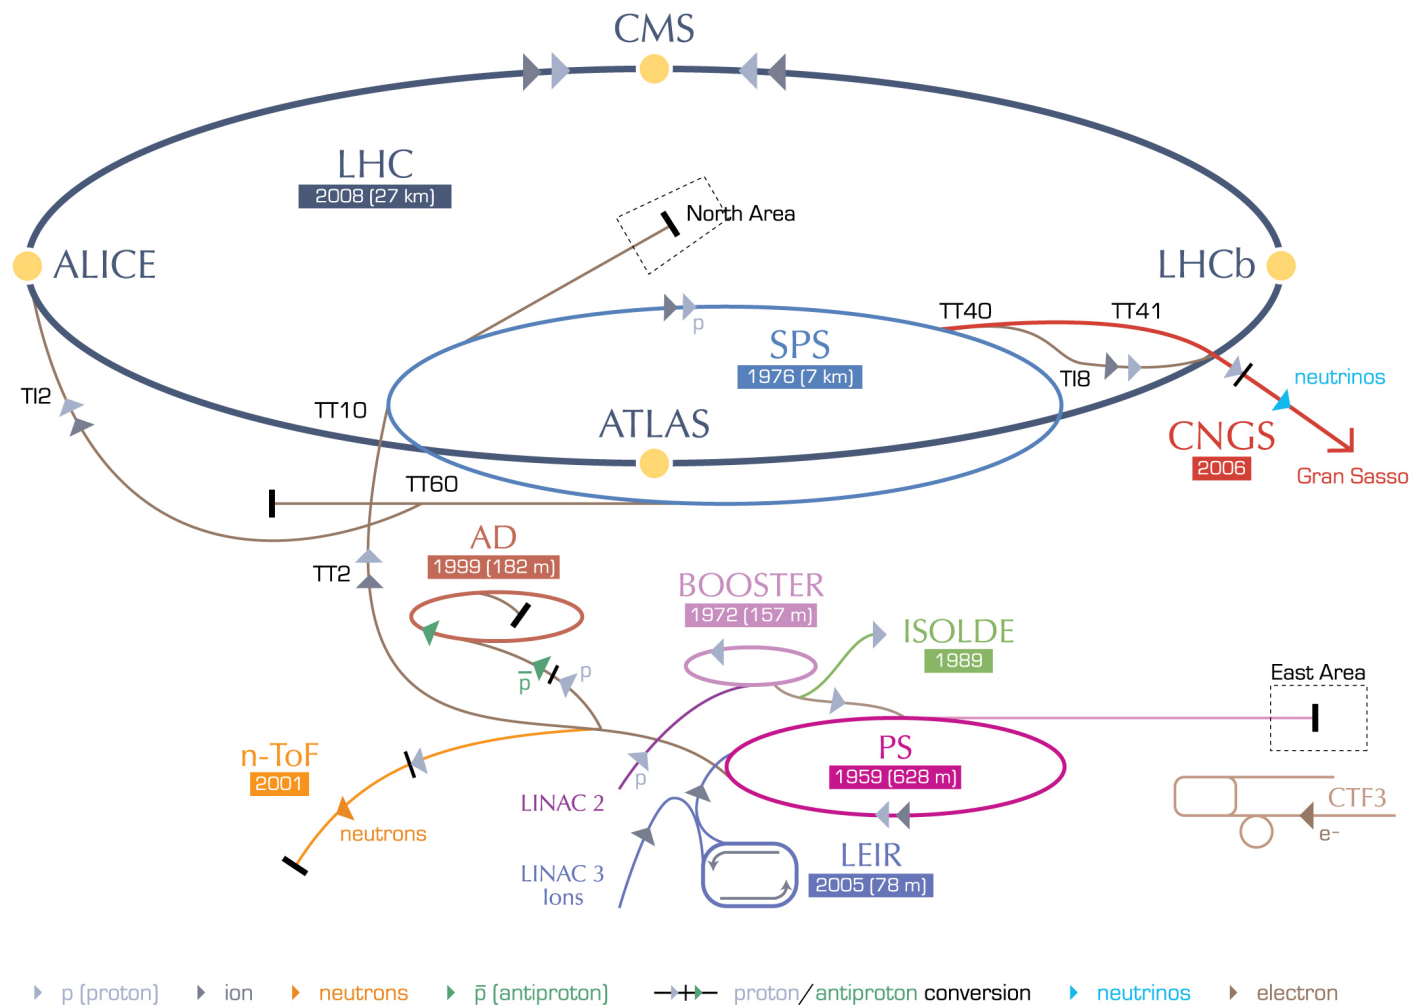 CMS
LHC
2008 (27 km)
North Area
ALICE
LHCb
TT40
TT41
p
SPS
1976 (7 km)
TI8
neutrinos
TI2
TT10
ATLAS
CNGS
2006
Gran Sasso
TT60
AD
1999 (182 m)
TT2
BOOSTER
1972 (157 m)
ISOLDE
1989
p̅
p
East Area
n-ToF
2001
PS
1959 (628 m)
p
LINAC 2
neutrons
CTF3
e-
LINAC 3
Ions
LEIR
2005 (78 m)
p (proton)
ion
neutrons
p̅ (antiproton)
proton/antiproton conversion
neutrinos
electron